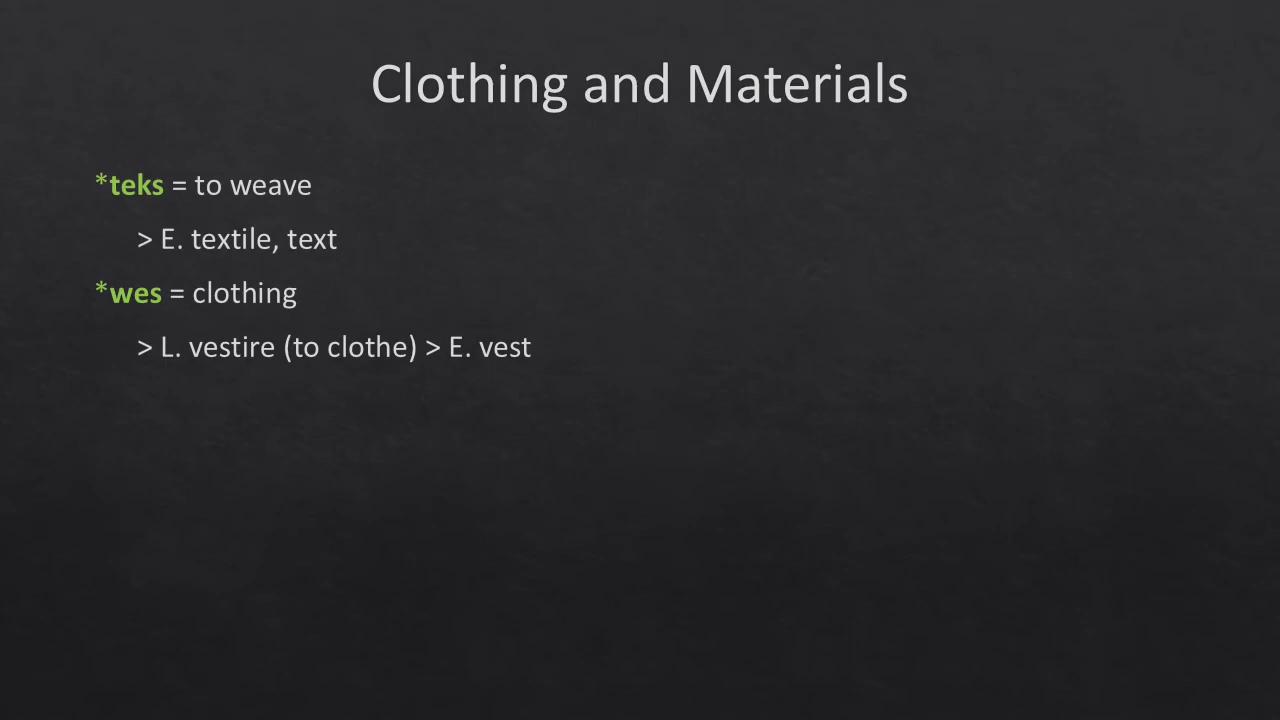 Clothing and Materials
*teks = to weave
> E. textile, text
*wes = clothing
> L. vestire (to clothe) > E. vest